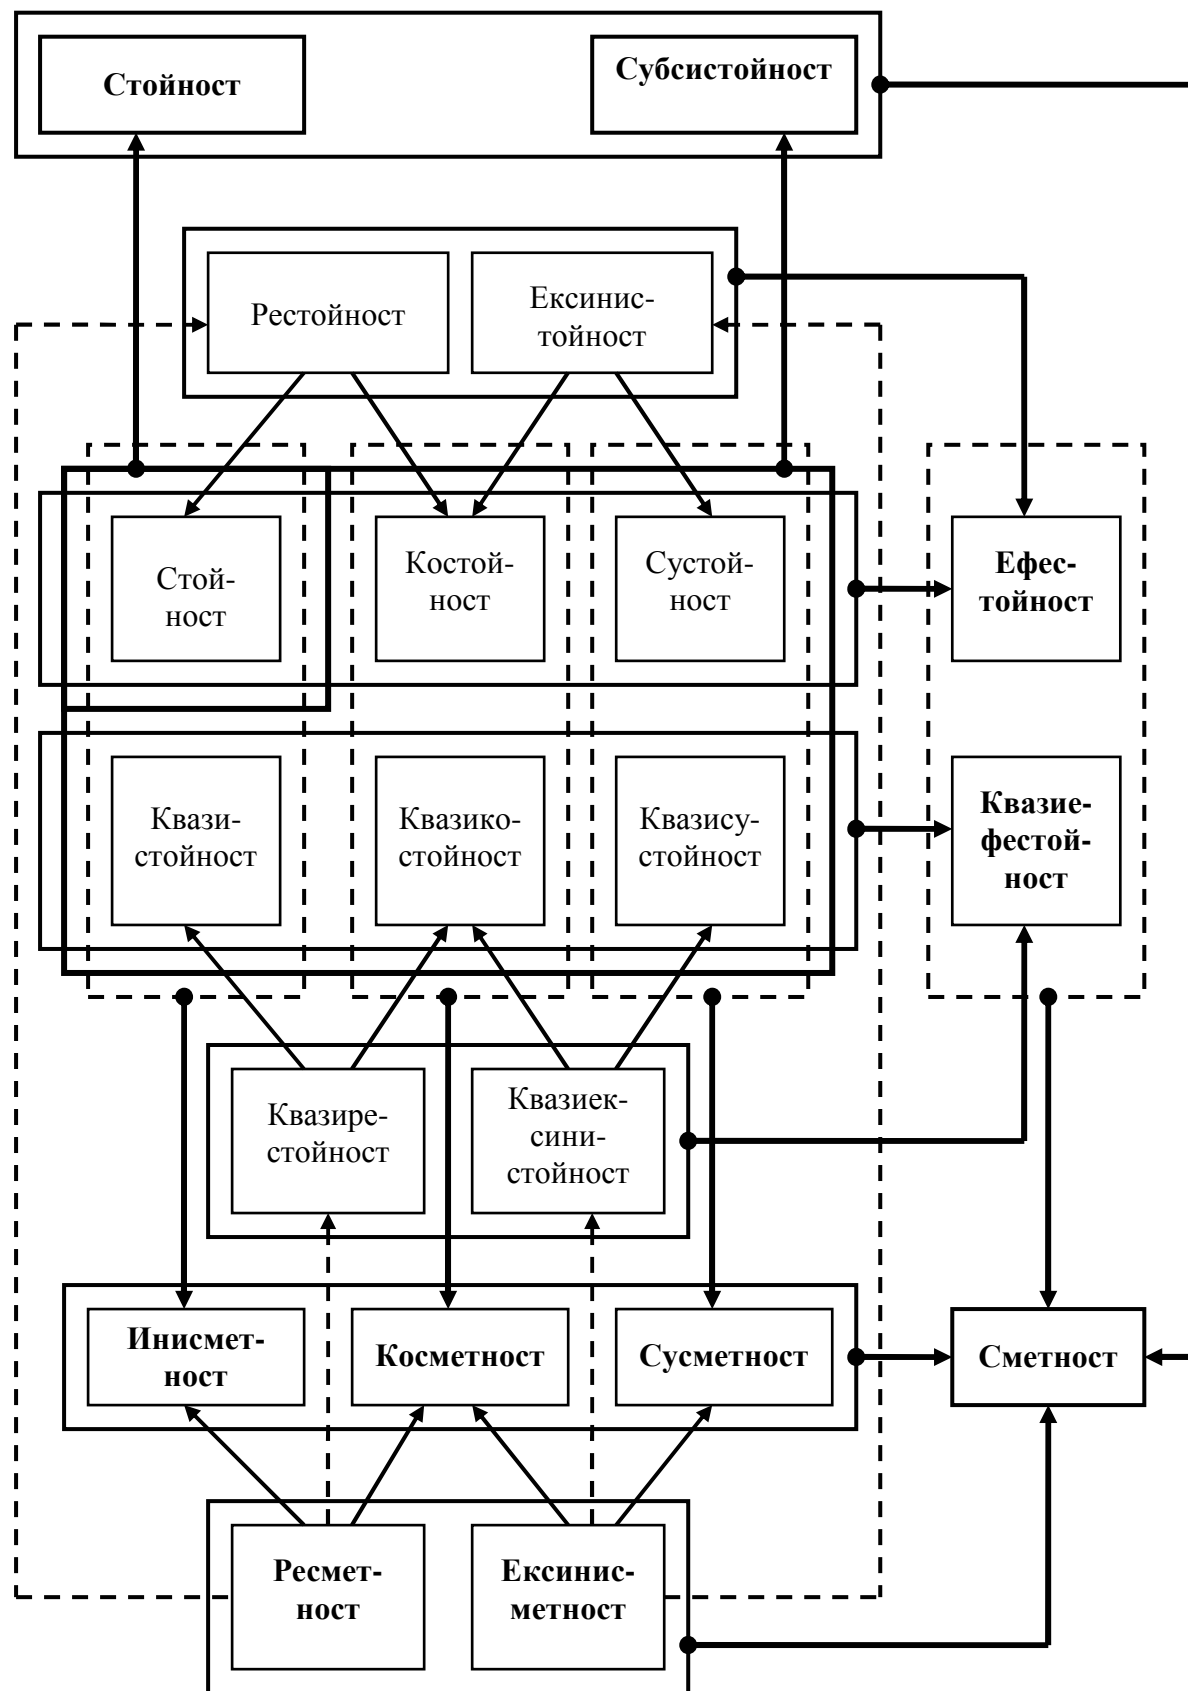 Стойност
Субсистойност
Рестойност
Ексинис-
тойност
Стой-
ност
Костой-
ност
Сустой-
ност
Ефес-
тойност
Квази-
стойност
Квазико-
стойност
Квазису-
стойност
Квазие-
фестой-
ност
Квазире-
стойност
Квазиек-
сини-
стойност
Инисмет-
ност
Косметност
Сусметност
Сметност
Ресмет-
ност
Ексинис-
метност